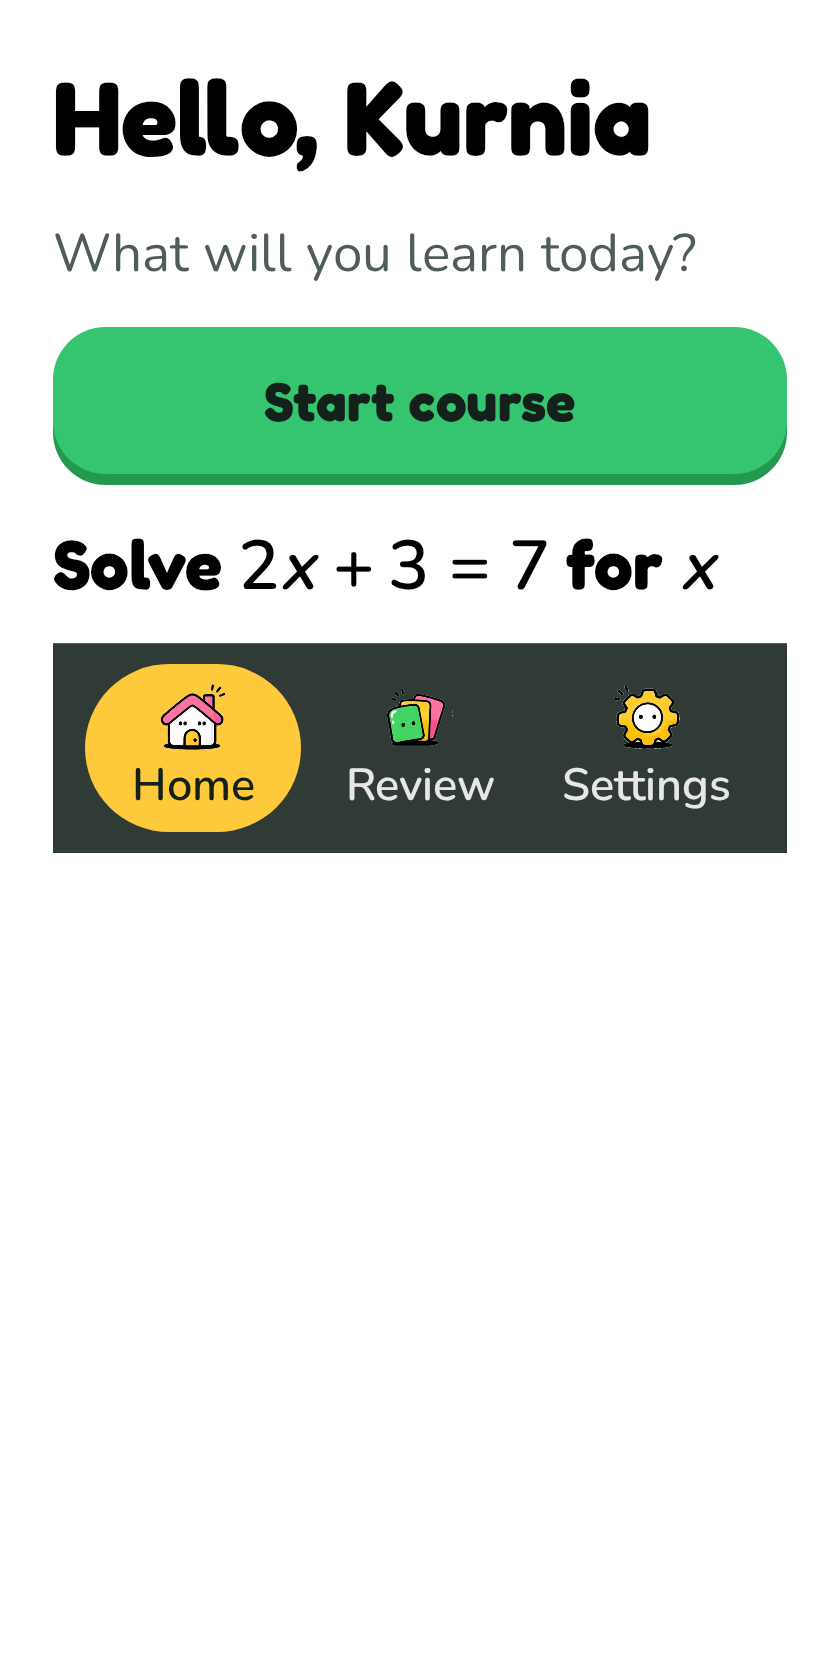 Hello, Kurnia
What will you learn today?
Start course
Solve 2x + 3 = 7 for x
Home Review Settings